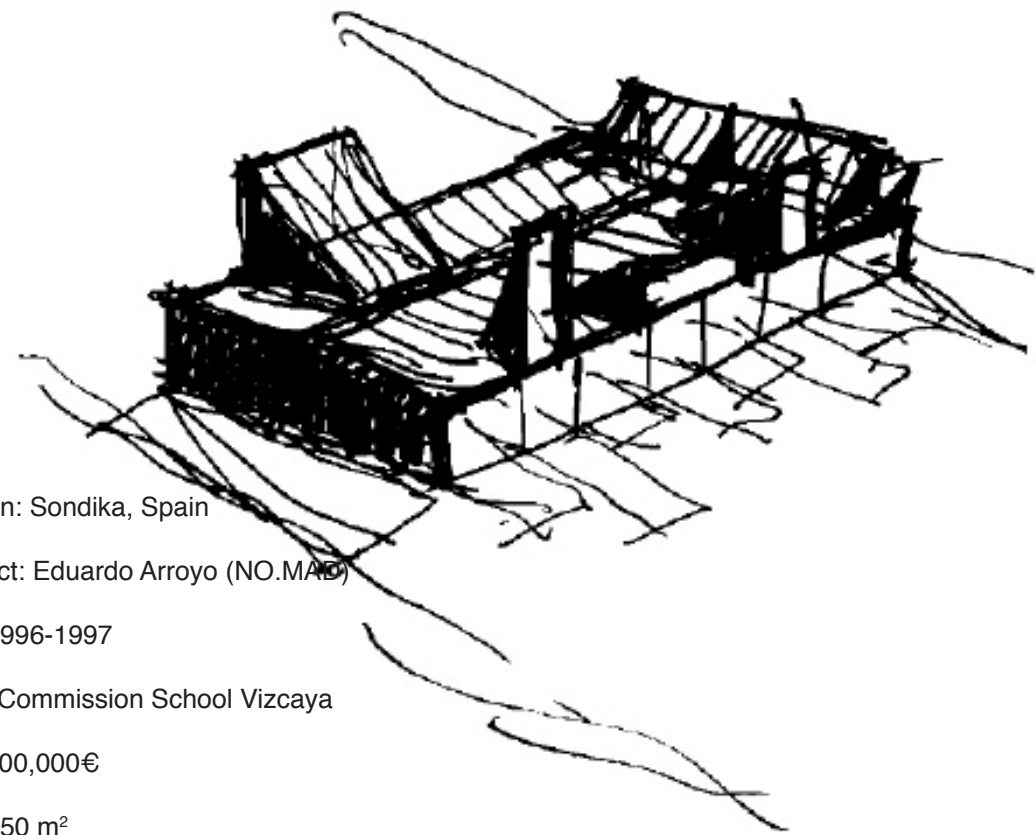 n: Sondika, Spain
ct: Eduardo Arroyo (NO.MAD)
996-1997
Commission School Vizcaya
00,000€
50 m²